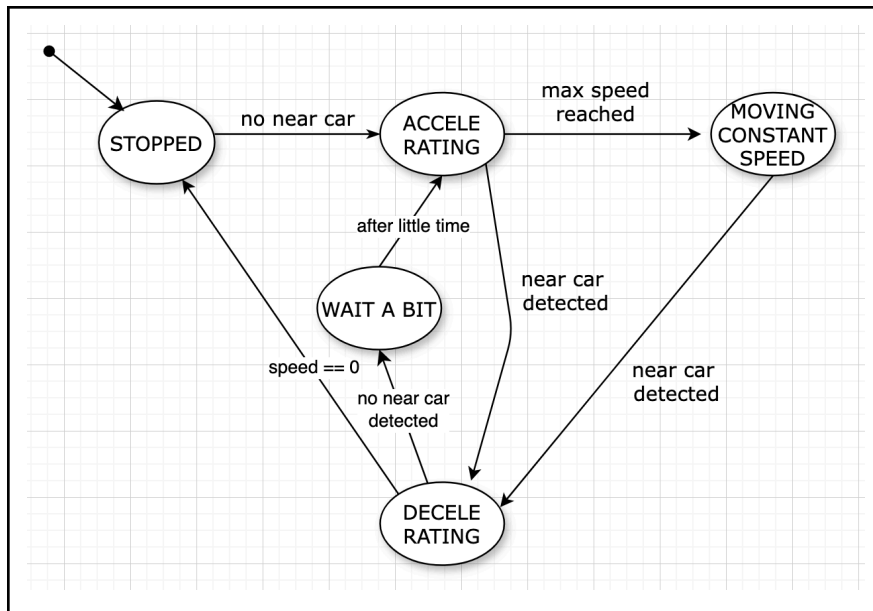 STOPPED
no near car
ACCELE
RATING
max speed
reached
MOVING
CONSTANT
SPEED
after little time
WAIT A BIT
near car
detected
speed == 0
no near car
detected
near car
detected
DECELE
RATING